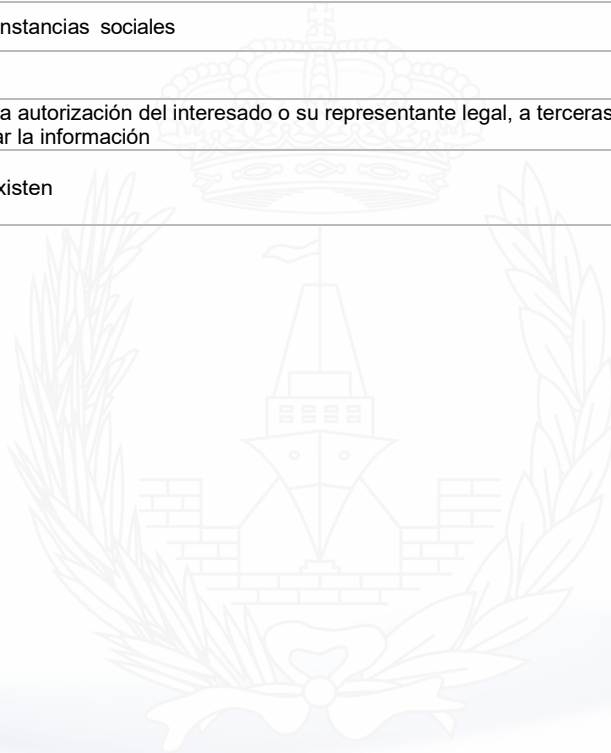 nstancias sociales
a autorización del interesado o su representante legal, a terceras
ar la información
xisten